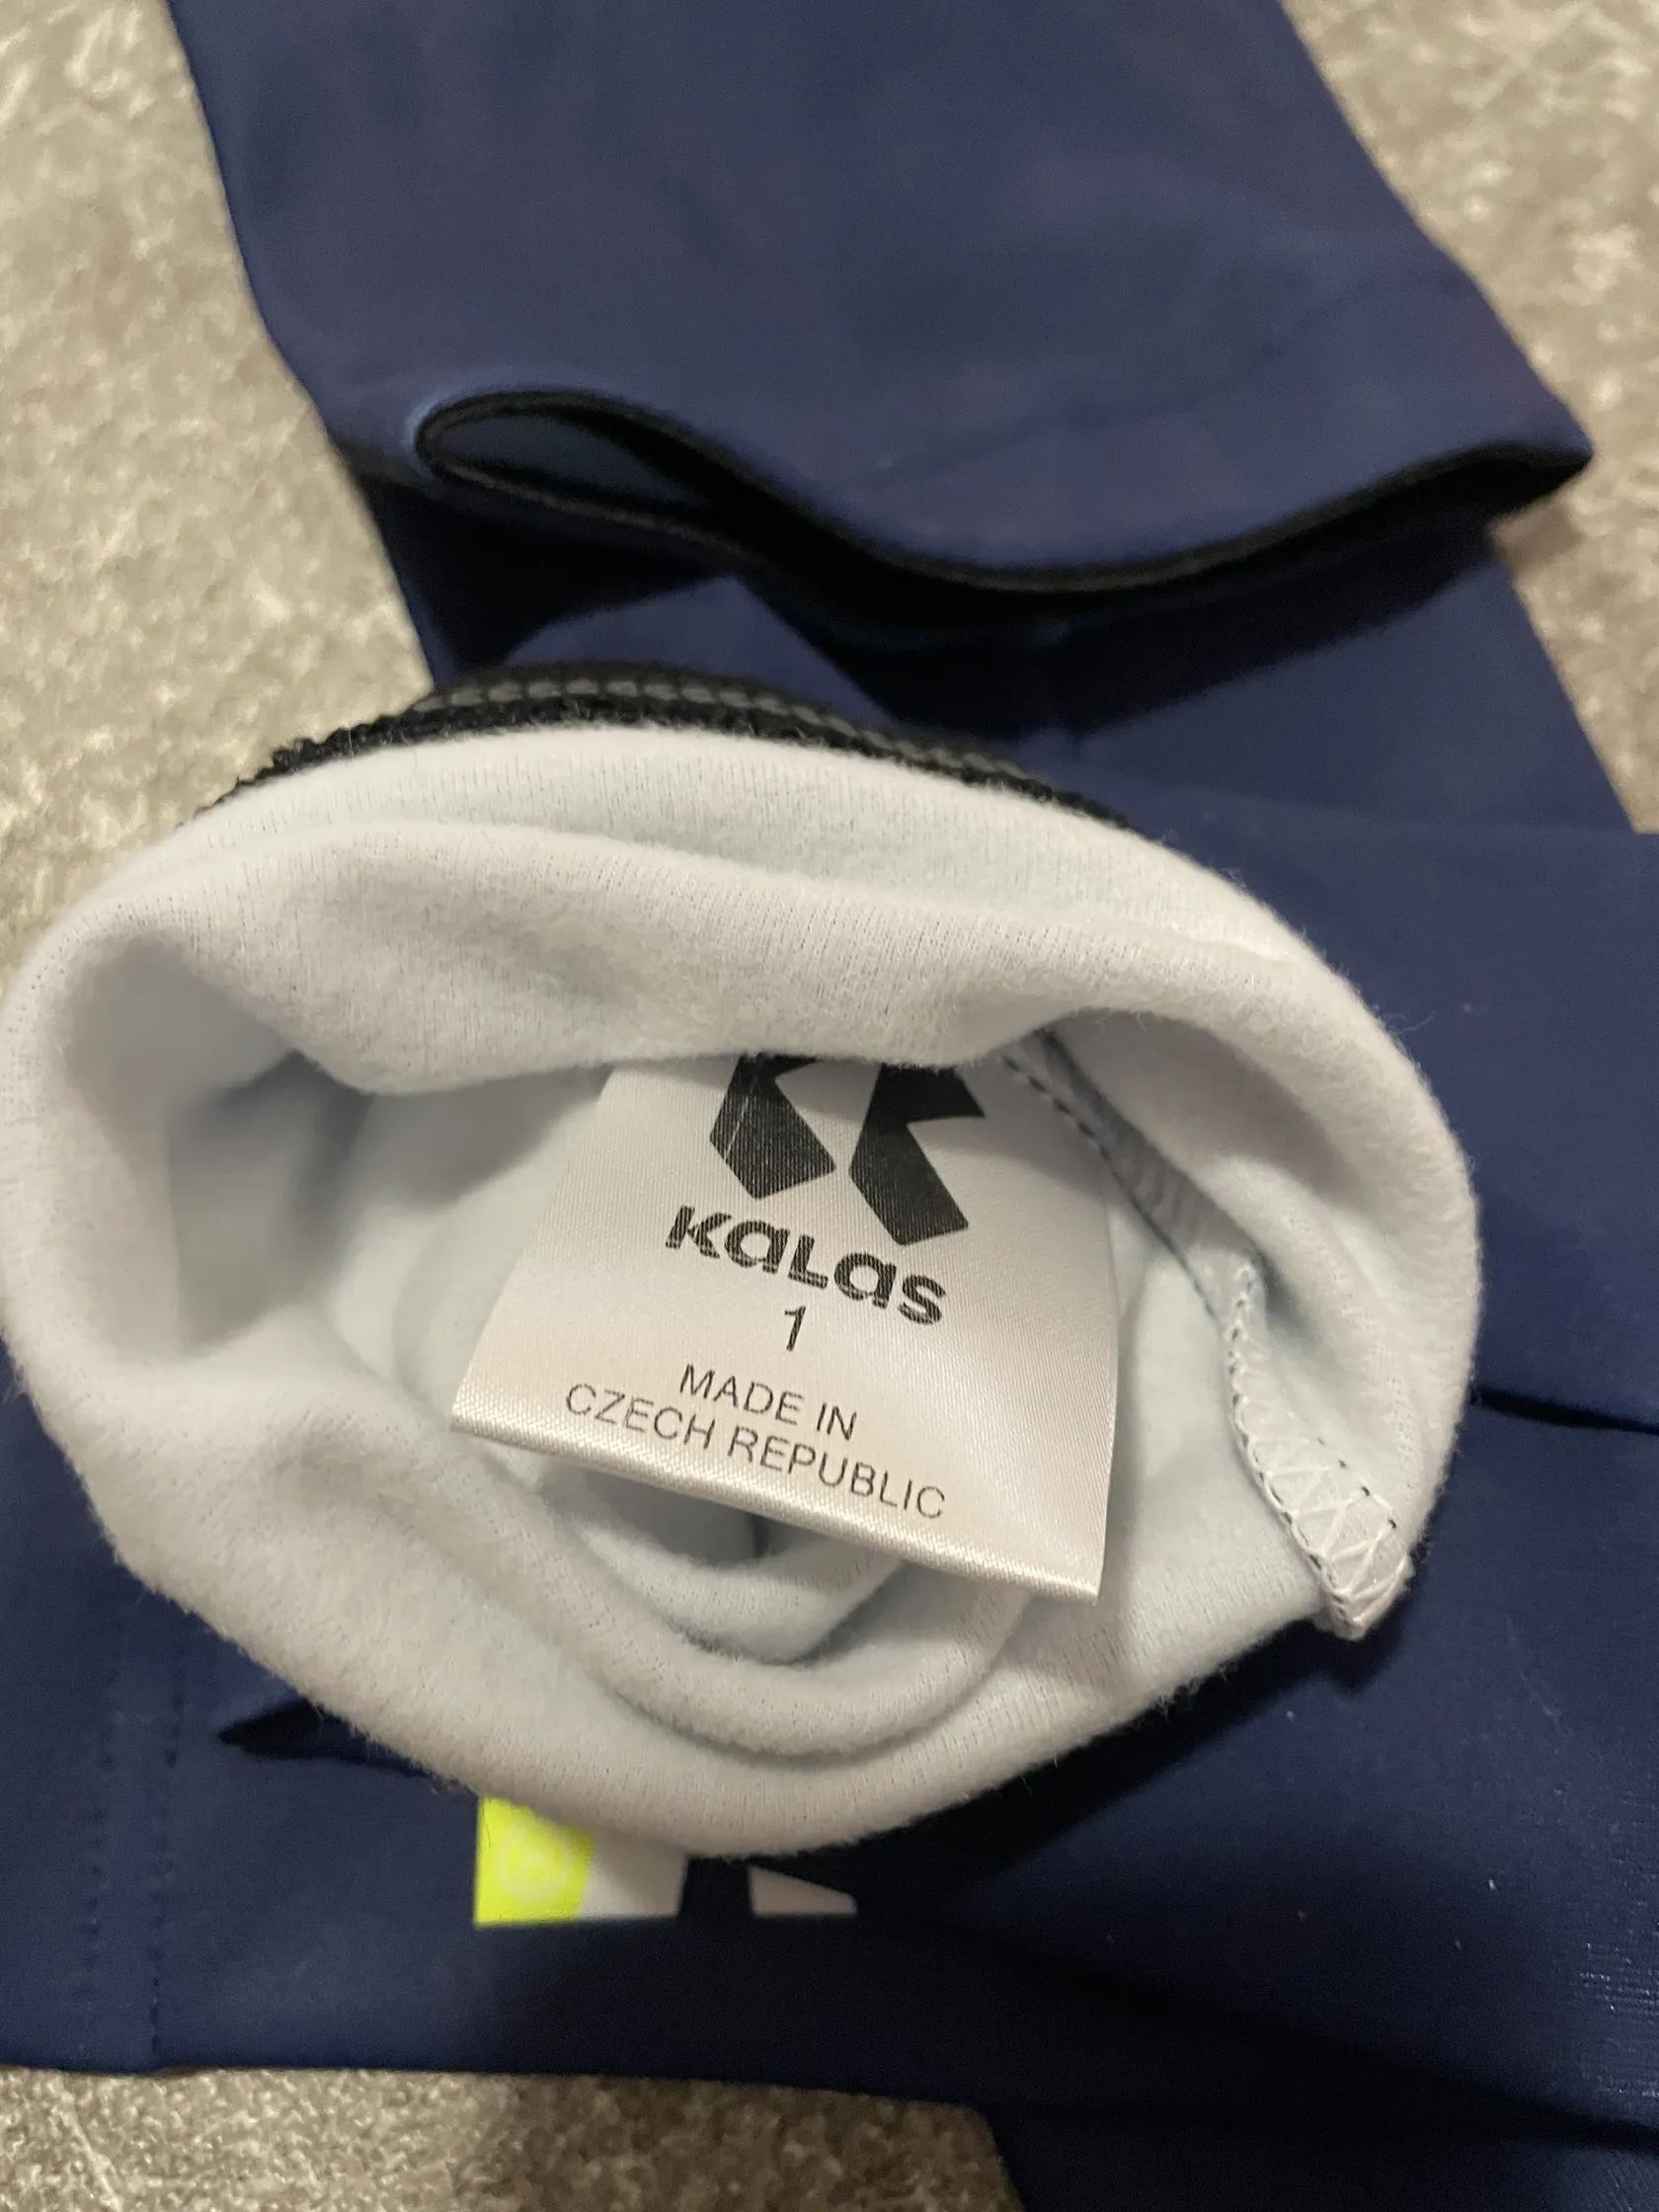 KALAS
1
MADE IN
CZECH REPUBLIC